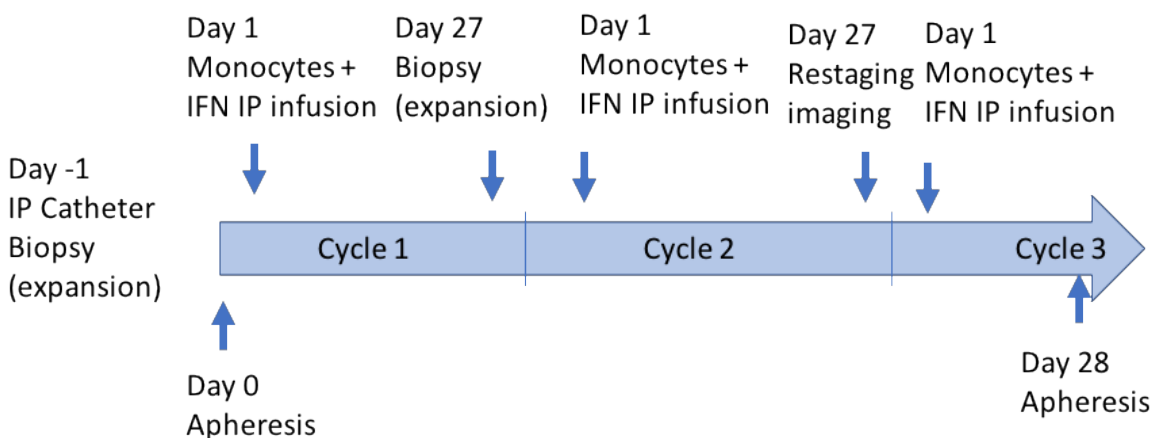 Day 1
Monocytes +
IFN IP infusion
Day 27
Biopsy
(expansion)
Day 1
Monocytes +
IFN IP infusion
Day 27
Restaging
imaging
Day 1
Monocytes +
IFN IP infusion
Day -1
IP Catheter
Biopsy
(expansion)
Cycle 1
Cycle 2
Cycle 3
Day 0
Apheresis
Day 28
Apheresis